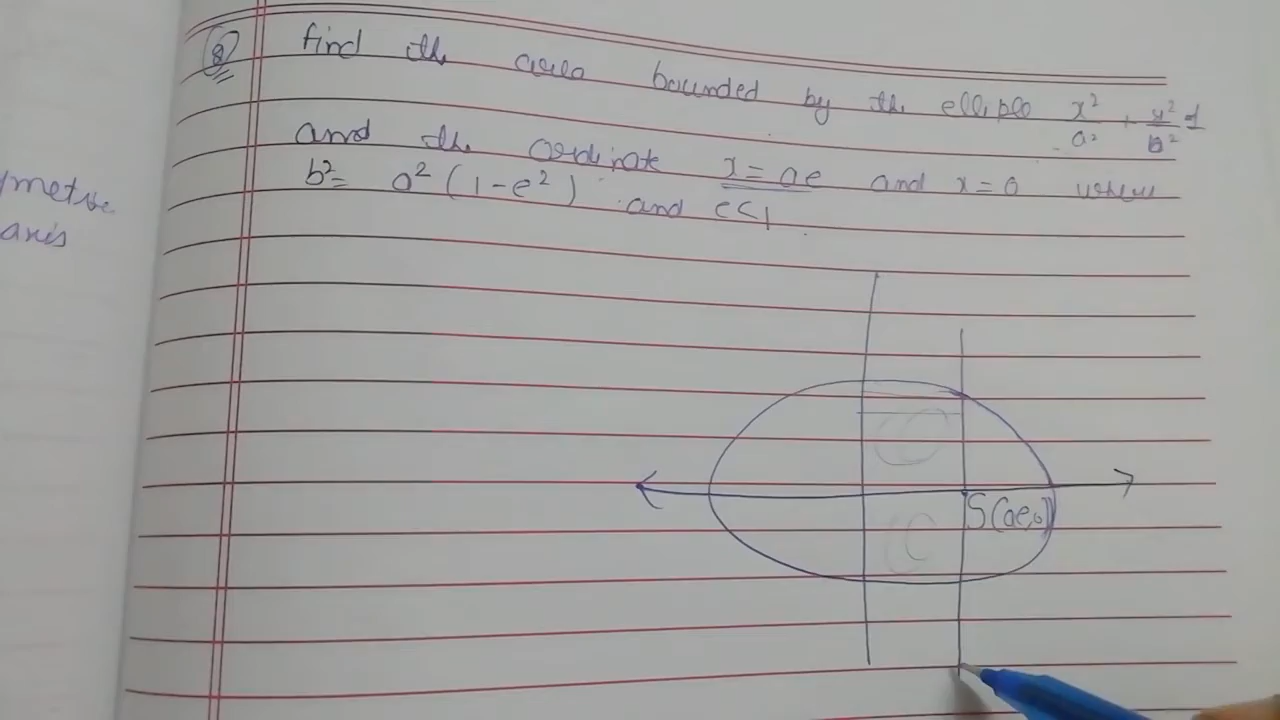 8 find the area bounded by the ellipse x²/a² + y²/b² = 1
and the ordinate x = ae and x = 0 where
b² = a² (1 - e²) and e<1
axis
S(ae,0)